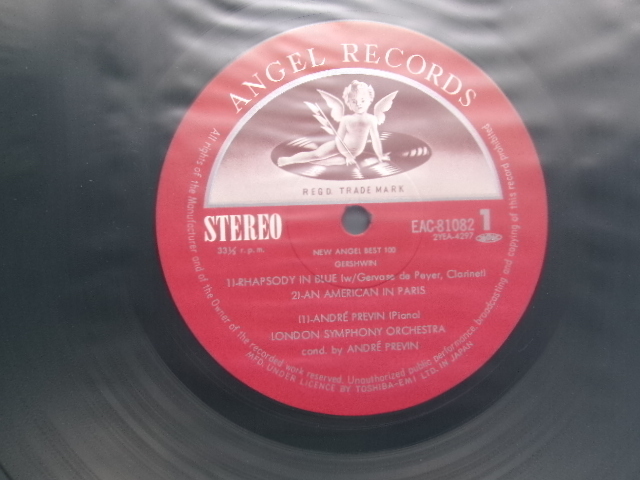 ANGEL RECORDS
REGD. TRADE MARK
STEREO
33⅓ r.p.m.
EAC-81082 1
2YEA-4297
NEW ANGEL BEST 100
GERSHWIN
1)-RHAPSODY IN BLUE (w/Gervase de Peyer, Clarinet)
2)-AN AMERICAN IN PARIS
(1)-ANDRÉ PREVIN (Piano)
LONDON SYMPHONY ORCHESTRA
cond. by ANDRÉ PREVIN
All rights of the Manufacturer and of the Owner of the recorded work reserved. Unauthorized public performance, broadcasting and copying of this record prohibited.
MFD. UNDER LICENCE BY TOSHIBA-EMI LTD. IN JAPAN